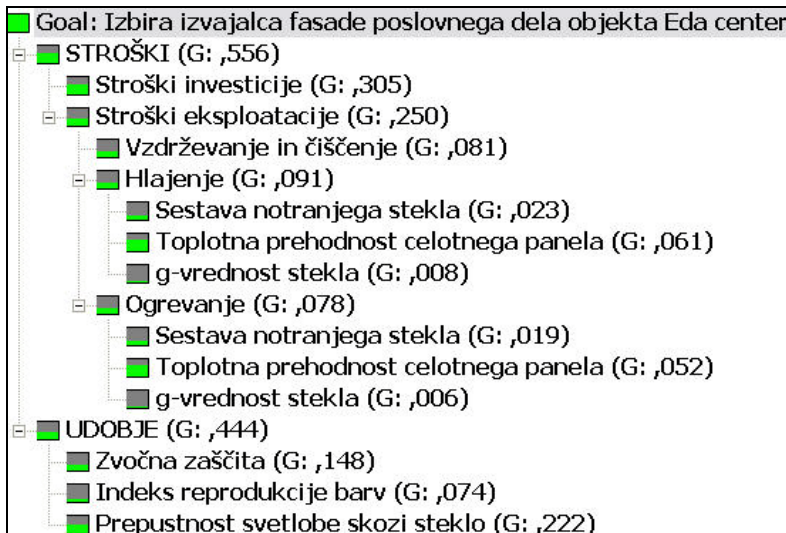 Goal: Izbira izvajalca fasade poslovnega dela objekta Eda center
STROŠKI (G: ,556)
Stroški investicije (G: ,305)
Stroški eksploatacije (G: ,250)
Vzdrževanje in čiščenje (G: ,081)
Hlajenje (G: ,091)
Sestava notranjega stekla (G: ,023)
Toplotna prehodnost celotnega panela (G: ,061)
g-vrednost stekla (G: ,008)
Ogrevanje (G: ,078)
Sestava notranjega stekla (G: ,019)
Toplotna prehodnost celotnega panela (G: ,052)
g-vrednost stekla (G: ,006)
UDOBJE (G: ,444)
Zvočna zaščita (G: ,148)
Indeks reprodukcije barv (G: ,074)
Prepustnost svetlobe skozi steklo (G: ,222)